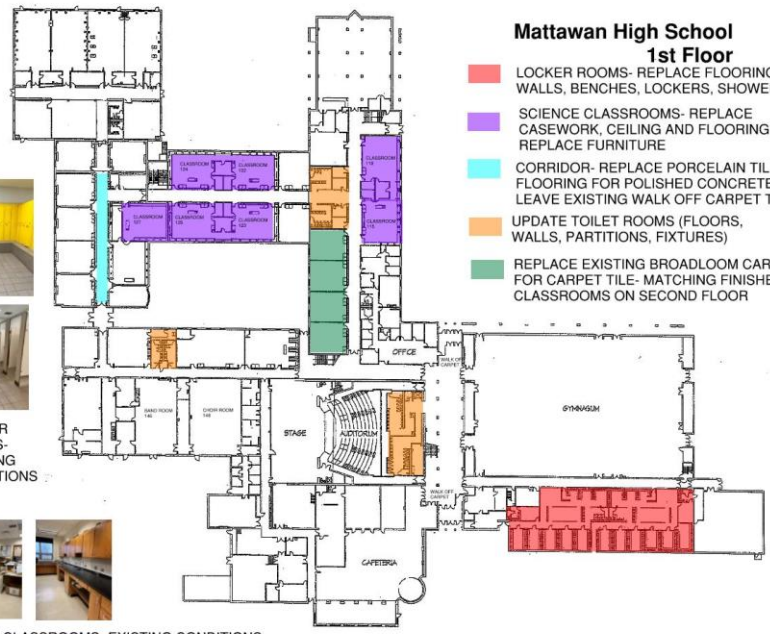 Mattawan High School
1st Floor
LOCKER ROOMS- REPLACE FLOORING
WALLS, BENCHES, LOCKERS, SHOWE
SCIENCE CLASSROOMS- REPLACE
CASEWORK, CEILING AND FLOORING
REPLACE FURNITURE
CORRIDOR- REPLACE PORCELAIN TIL
FLOORING FOR POLISHED CONCRETE
LEAVE EXISTING WALK OFF CARPET T
UPDATE TOILET ROOMS (FLOORS,
WALLS, PARTITIONS, FIXTURES)
REPLACE EXISTING BROADLOOM CAR
FOR CARPET TILE- MATCHING FINISHE
CLASSROOMS ON SECOND FLOOR
CLASSROOM
CLASSROOM
CLASSROOM
CLASSROOM
CLASSROOM
CLASSROOM
CLASSROOM
OFFICE
WALK OFF
CARPET
BAND ROOM
146
CHOIR ROOM
148
STAGE
AUDITORIUM
GYMNASIUM
WALK OFF
CARPET
CAFETERIA
R
S-
NG
TIONS
CLASSROOMS- EXISTING CONDITIONS